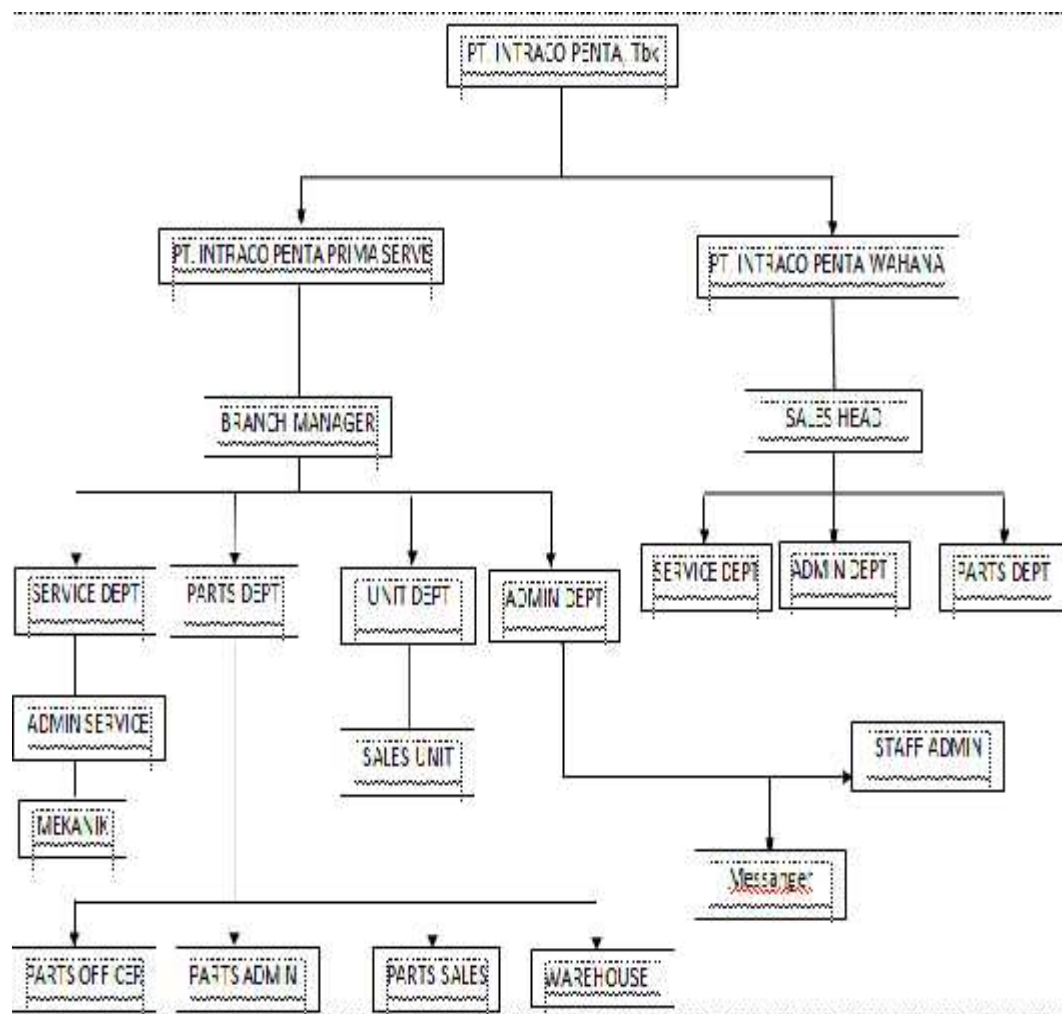 PT. INTRACO PENTA, Tbk
PT. INTRACO PENTA PRIMA SERVE
PT. INTRACO PENTA WAHANA
BRANCH MANAGER
SALES HEAD
SERVICE DEPT
PARTS DEPT
UNIT DEPT
ADMIN DEPT
SERVICE DEPT
ADMIN DEPT
PARTS DEPT
ADMIN SERVICE
SALES UNIT
STAFF ADMIN
MEKANIK
Messanger
PARTS OFFICER
PARTS ADMIN
PARTS SALES
WAREHOUSE